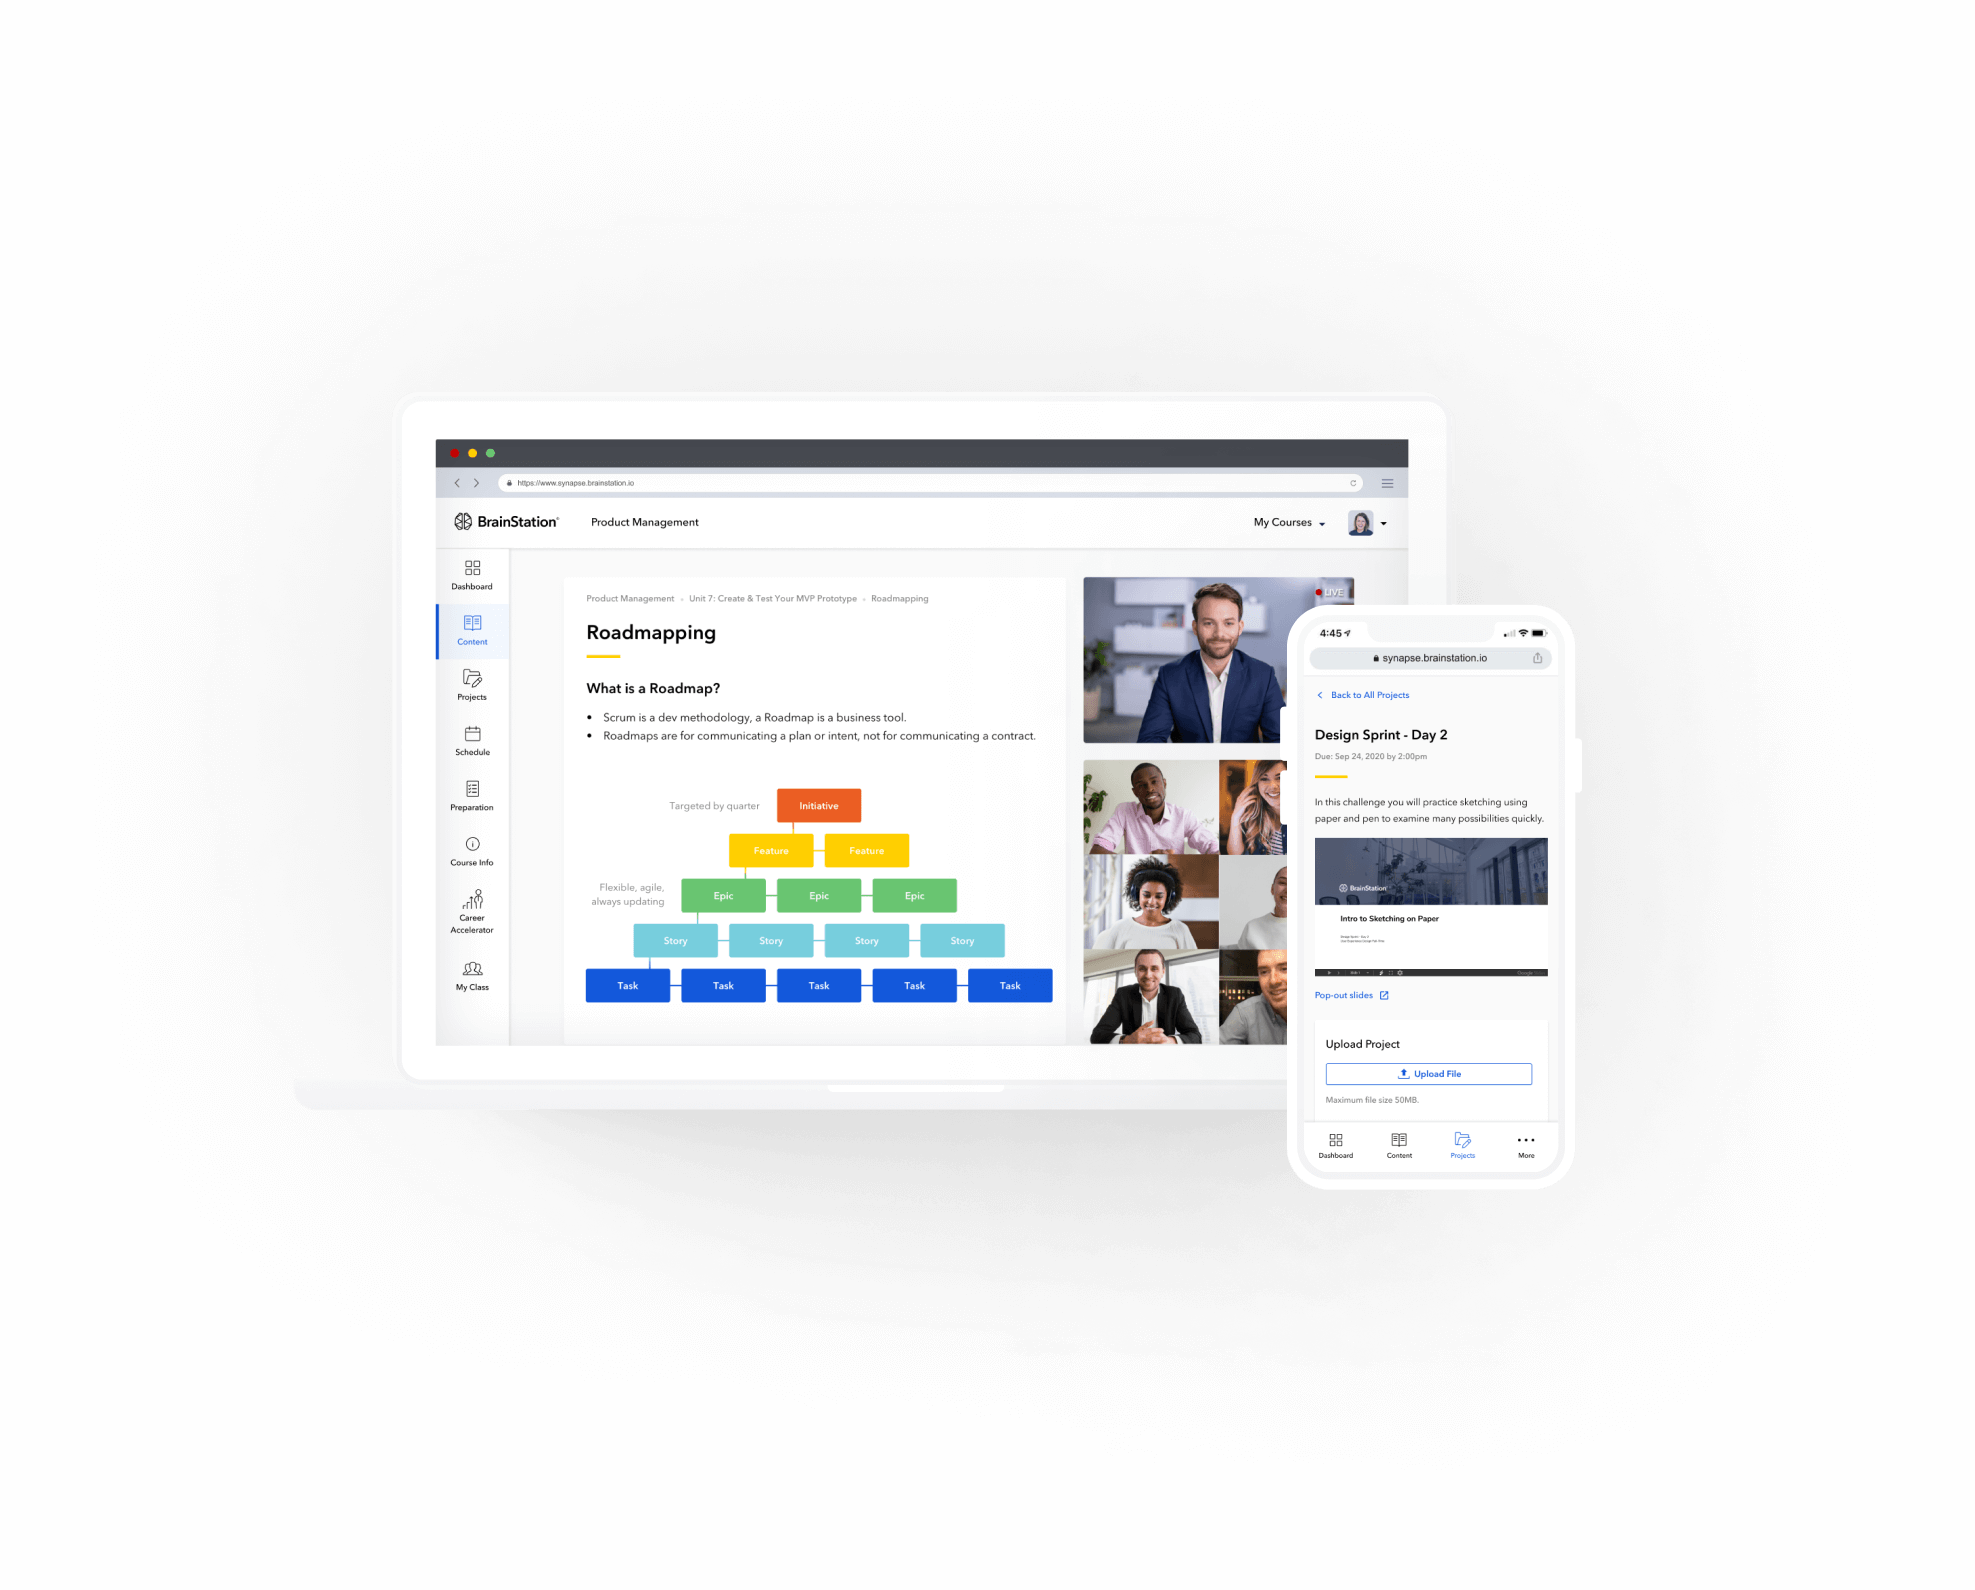 https://www.synapse.brainstation.io
BrainStation®
Product Management
My Courses
Dashboard
Content
Projects
Schedule
Preparation
Course Info
Career
Accelerator
My Class
Product Management • Unit 7: Create & Test Your MVP Prototype • Roadmapping
Roadmapping
What is a Roadmap?
• Scrum is a dev methodology, a Roadmap is a business tool.
• Roadmaps are for communicating a plan or intent, not for communicating a contract.
Targeted by quarter
Initiative
Feature Feature
Flexible, agile,
always updating
Epic Epic Epic
Story Story Story Story
Task Task Task Task Task
LIVE
4:45
synapse.brainstation.io
Back to All Projects
Design Sprint - Day 2
Due: Sep 24, 2020 by 2:00pm
In this challenge you will practice sketching using
paper and pen to examine many possibilities quickly.
BrainStation
Intro to Sketching on Paper
Google
Pop-out slides
Upload Project
Upload File
Maximum file size 50MB.
Dashboard
Content
Projects
More